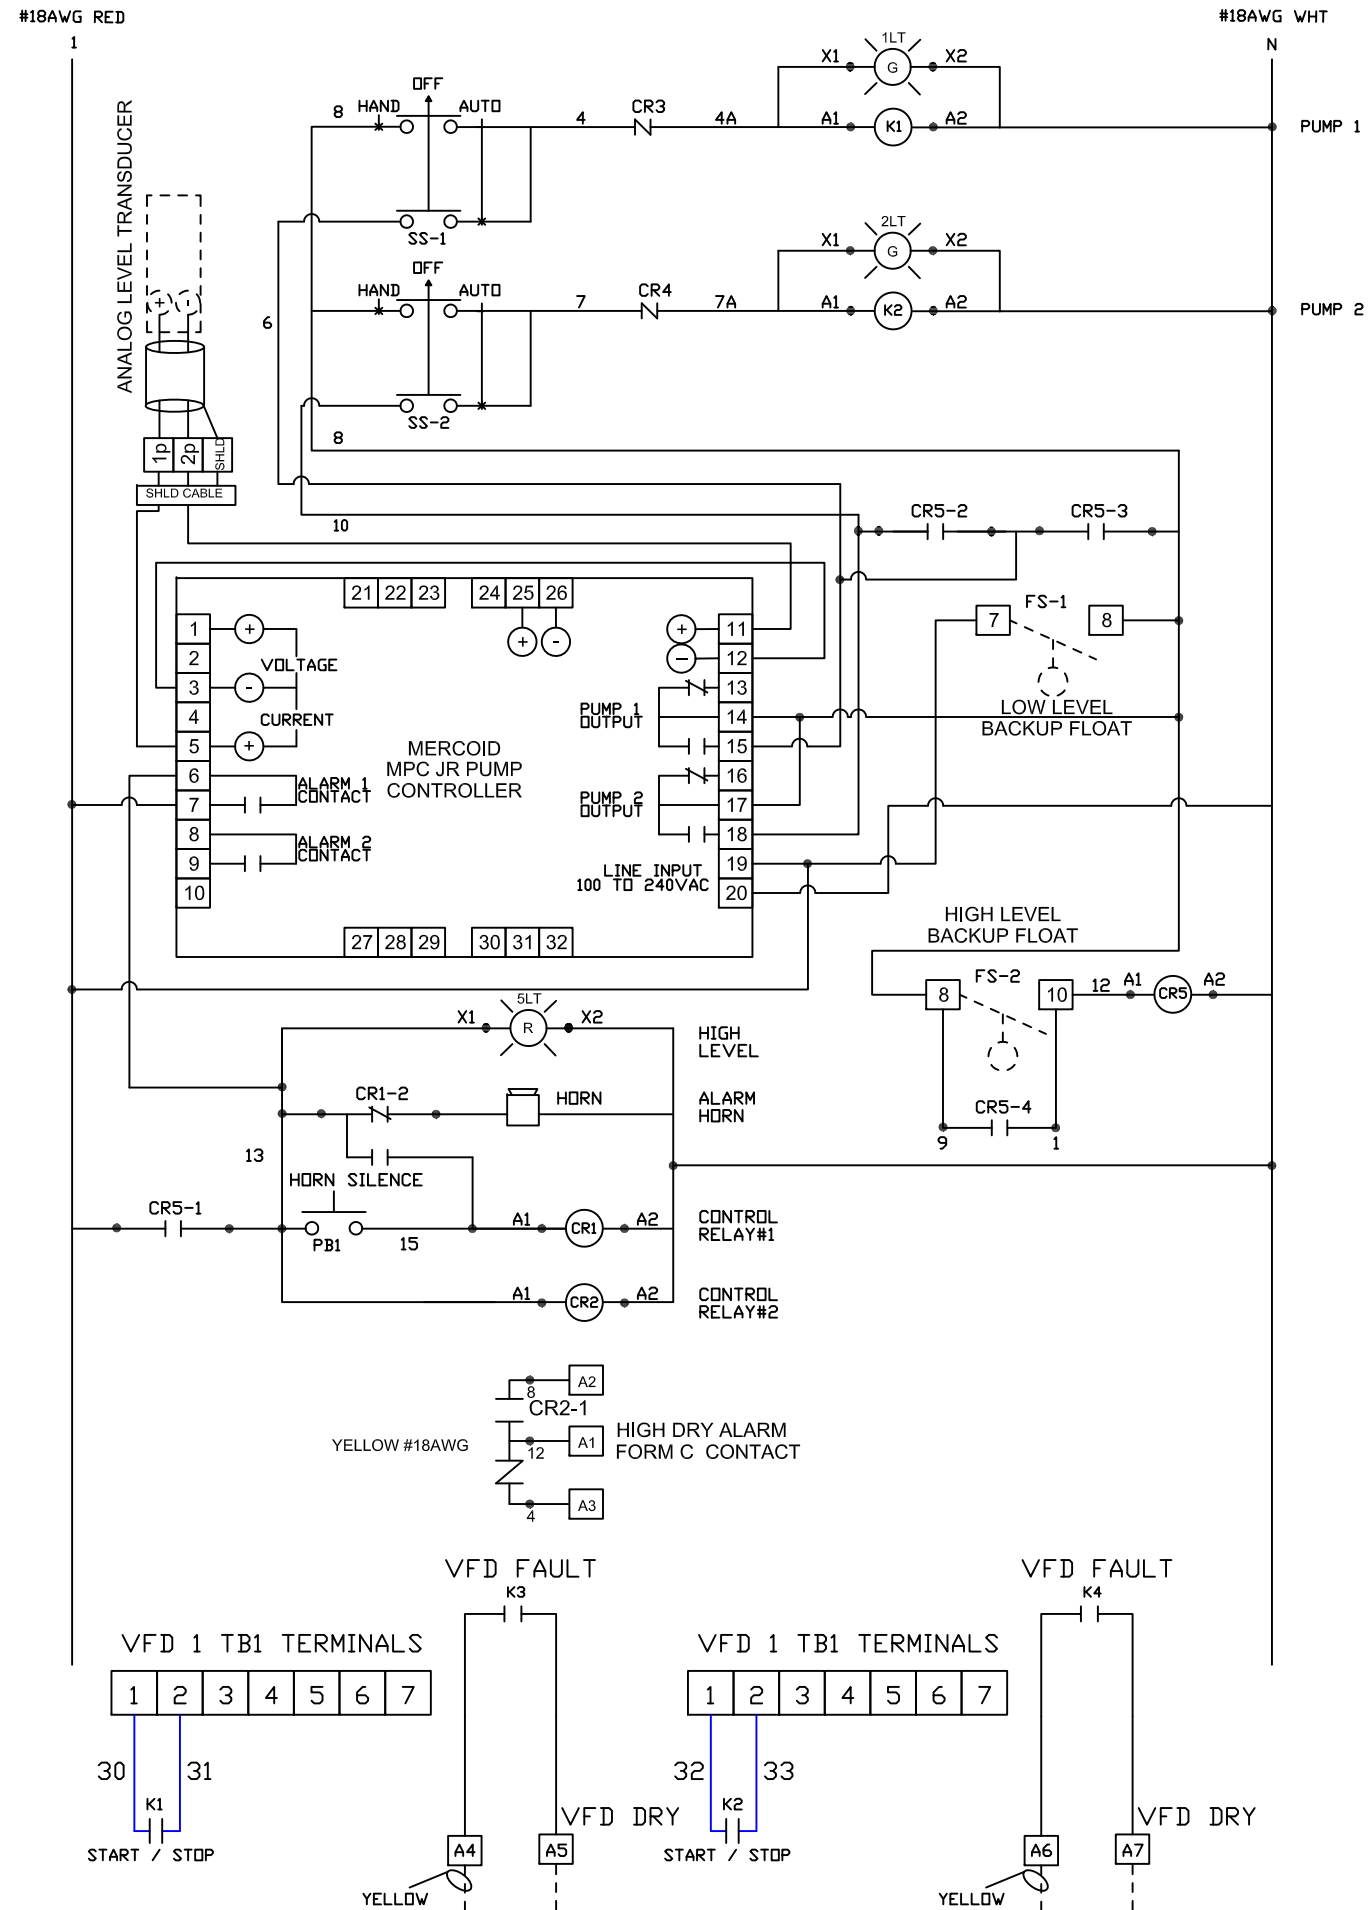 #18AWG RED
#18AWG WHT
1
N
1LT
X1
G
X2
OFF
HAND
AUTO
8
4
CR3
4A
A1
K1
A2
PUMP 1
ANALOG LEVEL TRANSDUCER
SS-1
2LT
X1
G
X2
OFF
HAND
AUTO
7
CR4
7A
A1
K2
A2
PUMP 2
+
-
6
SS-2
8
1p
2p
SHLD
SHLD CABLE
10
CR5-2
CR5-3
21 22 23
24 25 26
+
-
FS-1
7
8
LOW LEVEL
BACKUP FLOAT
1
2
3
4
5
6
7
8
9
10
+
VOLTAGE
-
CURRENT
+
ALARM 1
CONTACT
ALARM 2
CONTACT
MERCOID
MPC JR PUMP
CONTROLLER
+
-
PUMP 1
OUTPUT
PUMP 2
OUTPUT
LINE INPUT
100 TO 240VAC
11
12
13
14
15
16
17
18
19
20
27 28 29
30 31 32
HIGH LEVEL
BACKUP FLOAT
FS-2
8
10
12
A1
CR5
A2
CR5-4
9
1
5LT
X1
R
X2
HIGH
LEVEL
CR1-2
HORN
ALARM
HORN
13
HORN SILENCE
CR5-1
PB1
15
A1
CR1
A2
CONTROL
RELAY#1
A1
CR2
A2
CONTROL
RELAY#2
A2
8
CR2-1
YELLOW #18AWG
12
A1
HIGH DRY ALARM
FORM C CONTACT
4
A3
VFD FAULT
K3
VFD FAULT
K4
VFD 1 TB1 TERMINALS
VFD 1 TB1 TERMINALS
1 2 3 4 5 6 7
1 2 3 4 5 6 7
30
31
32
33
K1
START / STOP
VFD DRY
A4
A5
YELLOW
K2
START / STOP
VFD DRY
A6
A7
YELLOW